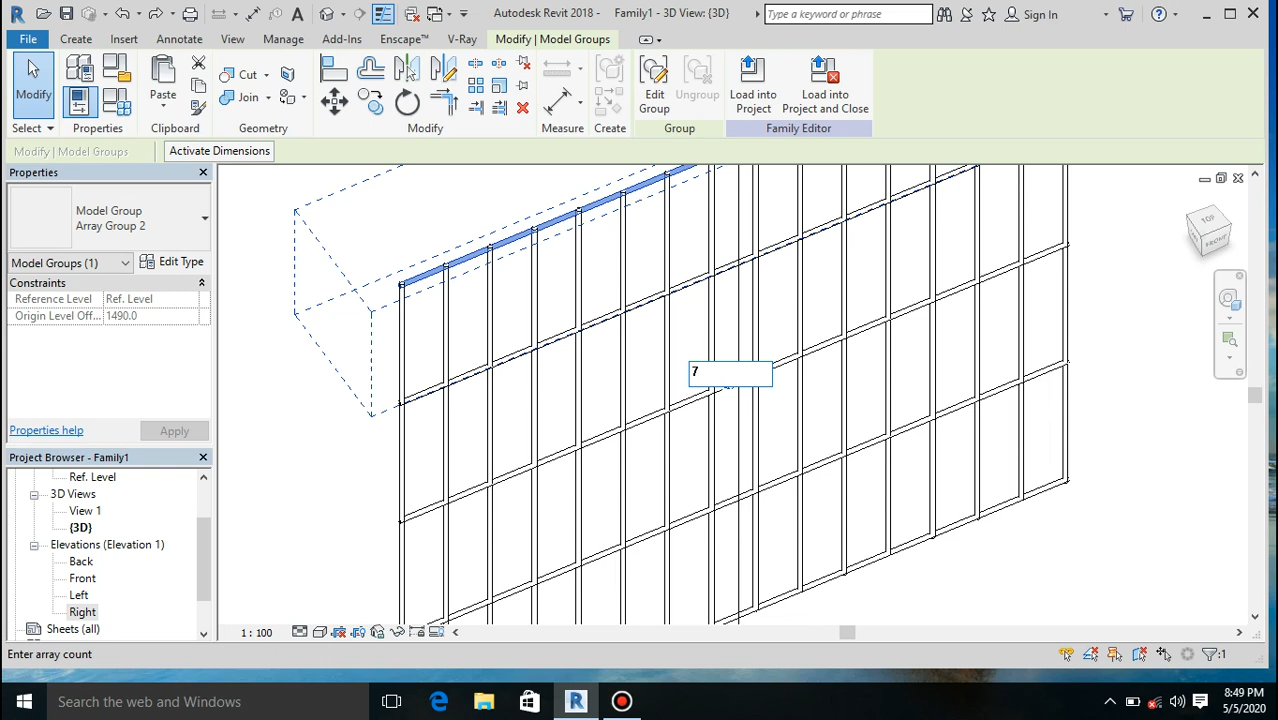 Autodesk Revit 2018 - Family1 - 3D View: {3D}
Type a keyword or phrase
Sign In
File
Create
Insert
Annotate
View
Manage
Add-Ins
Enscape™
V-Ray
Modify | Model Groups
Modify
Paste
Cut
Join
Edit
Group
Ungroup
Load into
Project
Load into
Project and Close
Select
Properties
Clipboard
Geometry
Modify
Measure
Create
Group
Family Editor
Modify | Model Groups
Activate Dimensions
Properties
Model Group
Array Group 2
Model Groups (1)
Edit Type
Constraints
Reference Level
Ref. Level
Origin Level Off...
1490.0
Properties help
Apply
Project Browser - Family1
Ref. Level
3D Views
View 1
{3D}
Elevations (Elevation 1)
Back
Front
Left
Right
Sheets (all)
TOP
FRONT
7
1 : 100
Enter array count
:1
Search the web and Windows
8:49 PM
5/5/2020